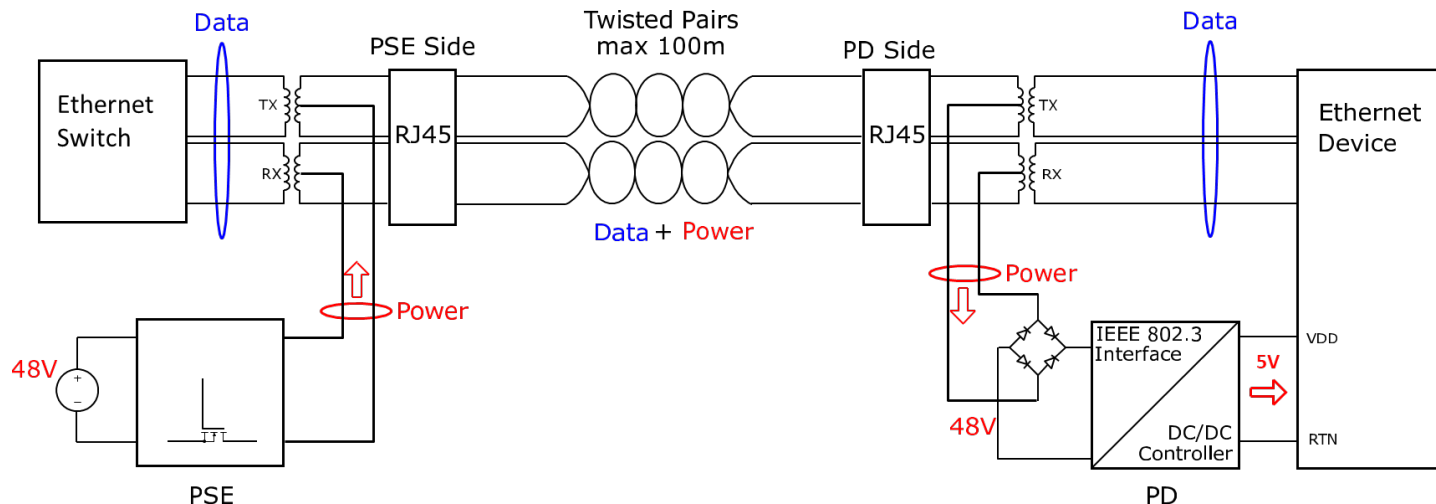 Data
Twisted Pairs
max 100m
Data
PSE Side
PD Side
Ethernet
Switch
TX
RX
RJ45
RJ45
TX
RX
Ethernet
Device
Data + Power
Power
Power
48V
+
–
PSE
48V
IEEE 802.3
Interface
DC/DC
Controller
PD
5V
VDD
RTN